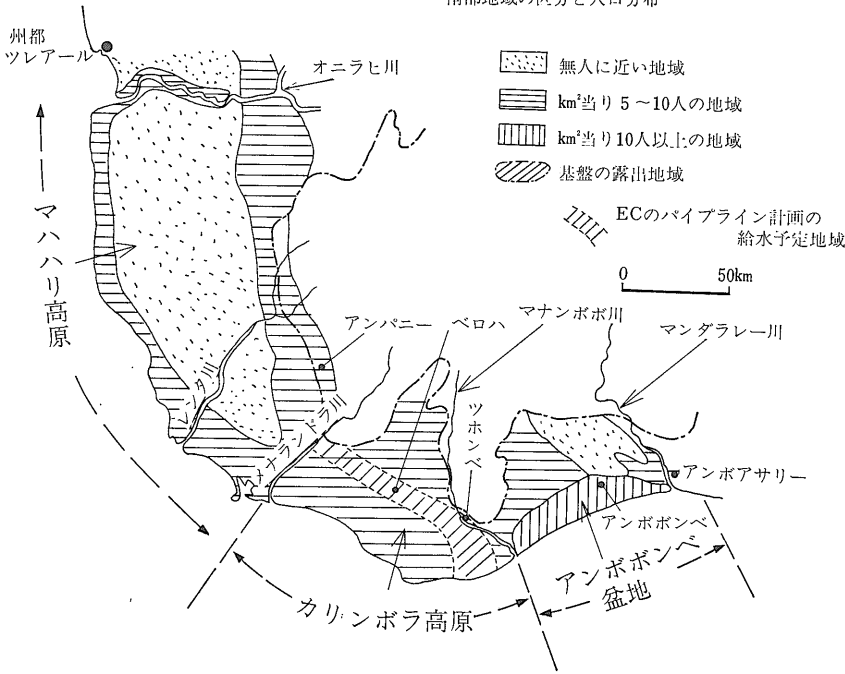 南部地域の区分と人口分布
州都
ツレアール
オニラヒ川
無人に近い地域
km²当り 5～10人の地域
km²当り10人以上の地域
基盤の露出地域
ECのパイプライン計画の
給水予定地域
0 50km
マハハリ高原
アンパニー
ベロハ
マナンボボ川
マンダラレー川
リンタ川
ツホンベ
メナランドラ川
アンボアサリー
アンボボンベ
アンボボンベ
盆地
カリンボラ高原